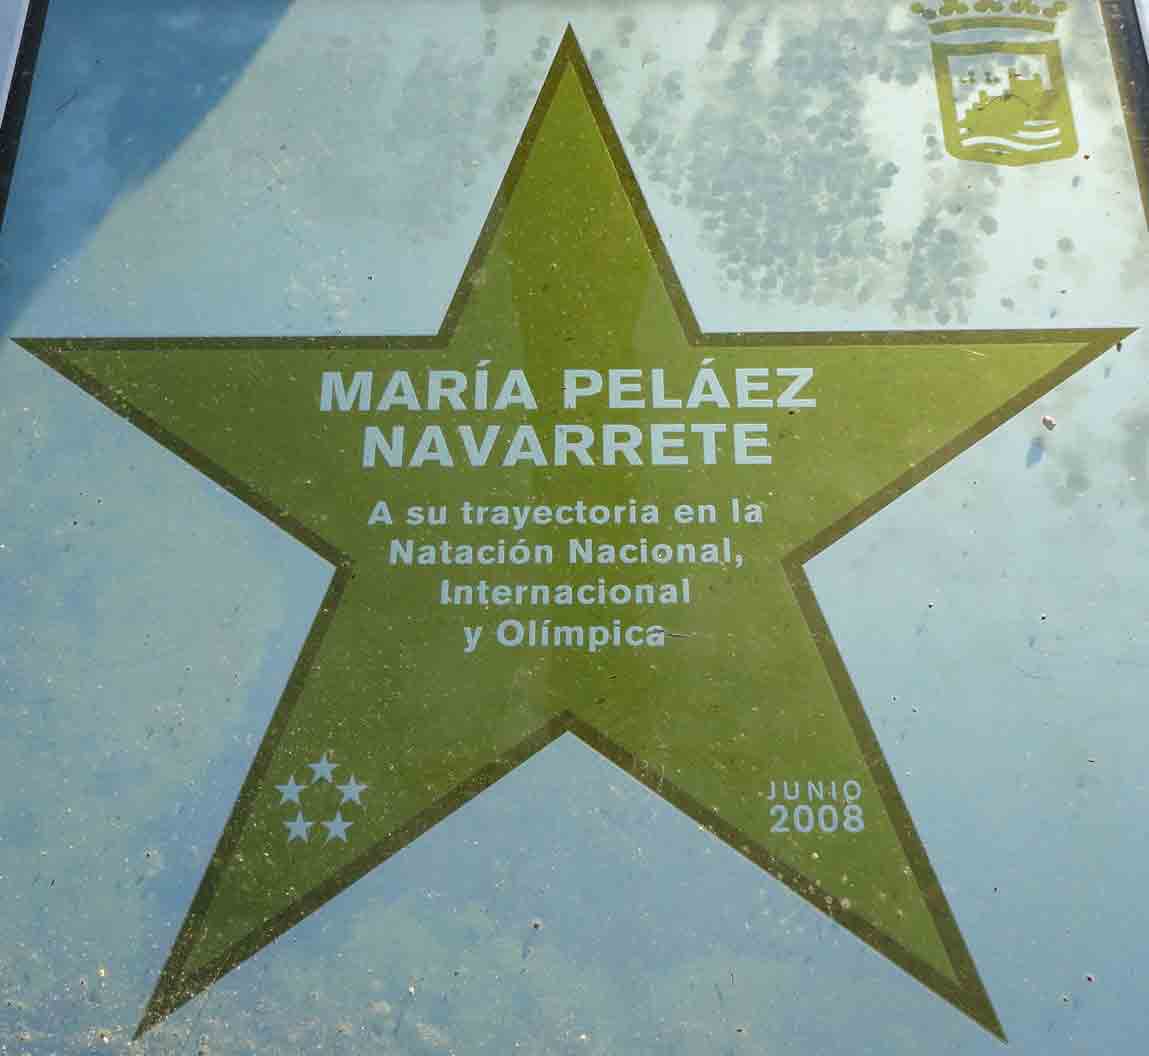 MARÍA PELÁEZ
NAVARRETE
A su trayectoria en la
Natación Nacional,
Internacional
y Olímpica
JUNIO
2008